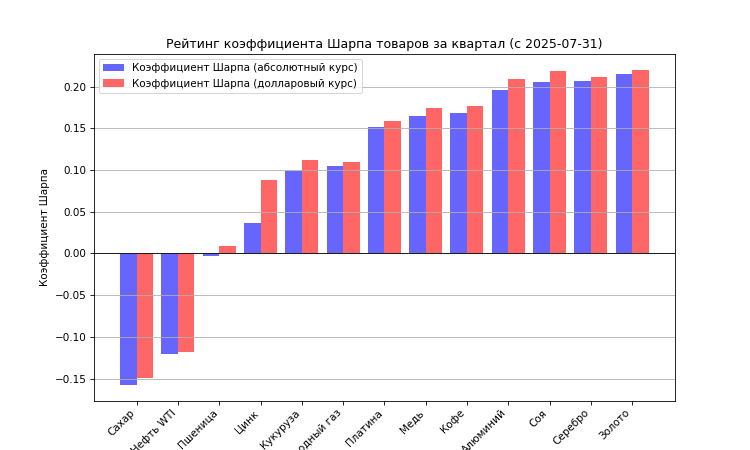 Рейтинг коэффициента Шарпа товаров за квартал (с 2025-07-31)
Коэффициент Шарпа (абсолютный курс)
Коэффициент Шарпа (долларовый курс)
Коэффициент Шарпа
0.20
0.15
0.10
0.05
0.00
−0.05
−0.10
−0.15
Сахар
Нефть WTI
Пшеница
Цинк
Кукуруза
газ
Платина
Медь
Кофе
Алюминий
Соя
Серебро
Золото